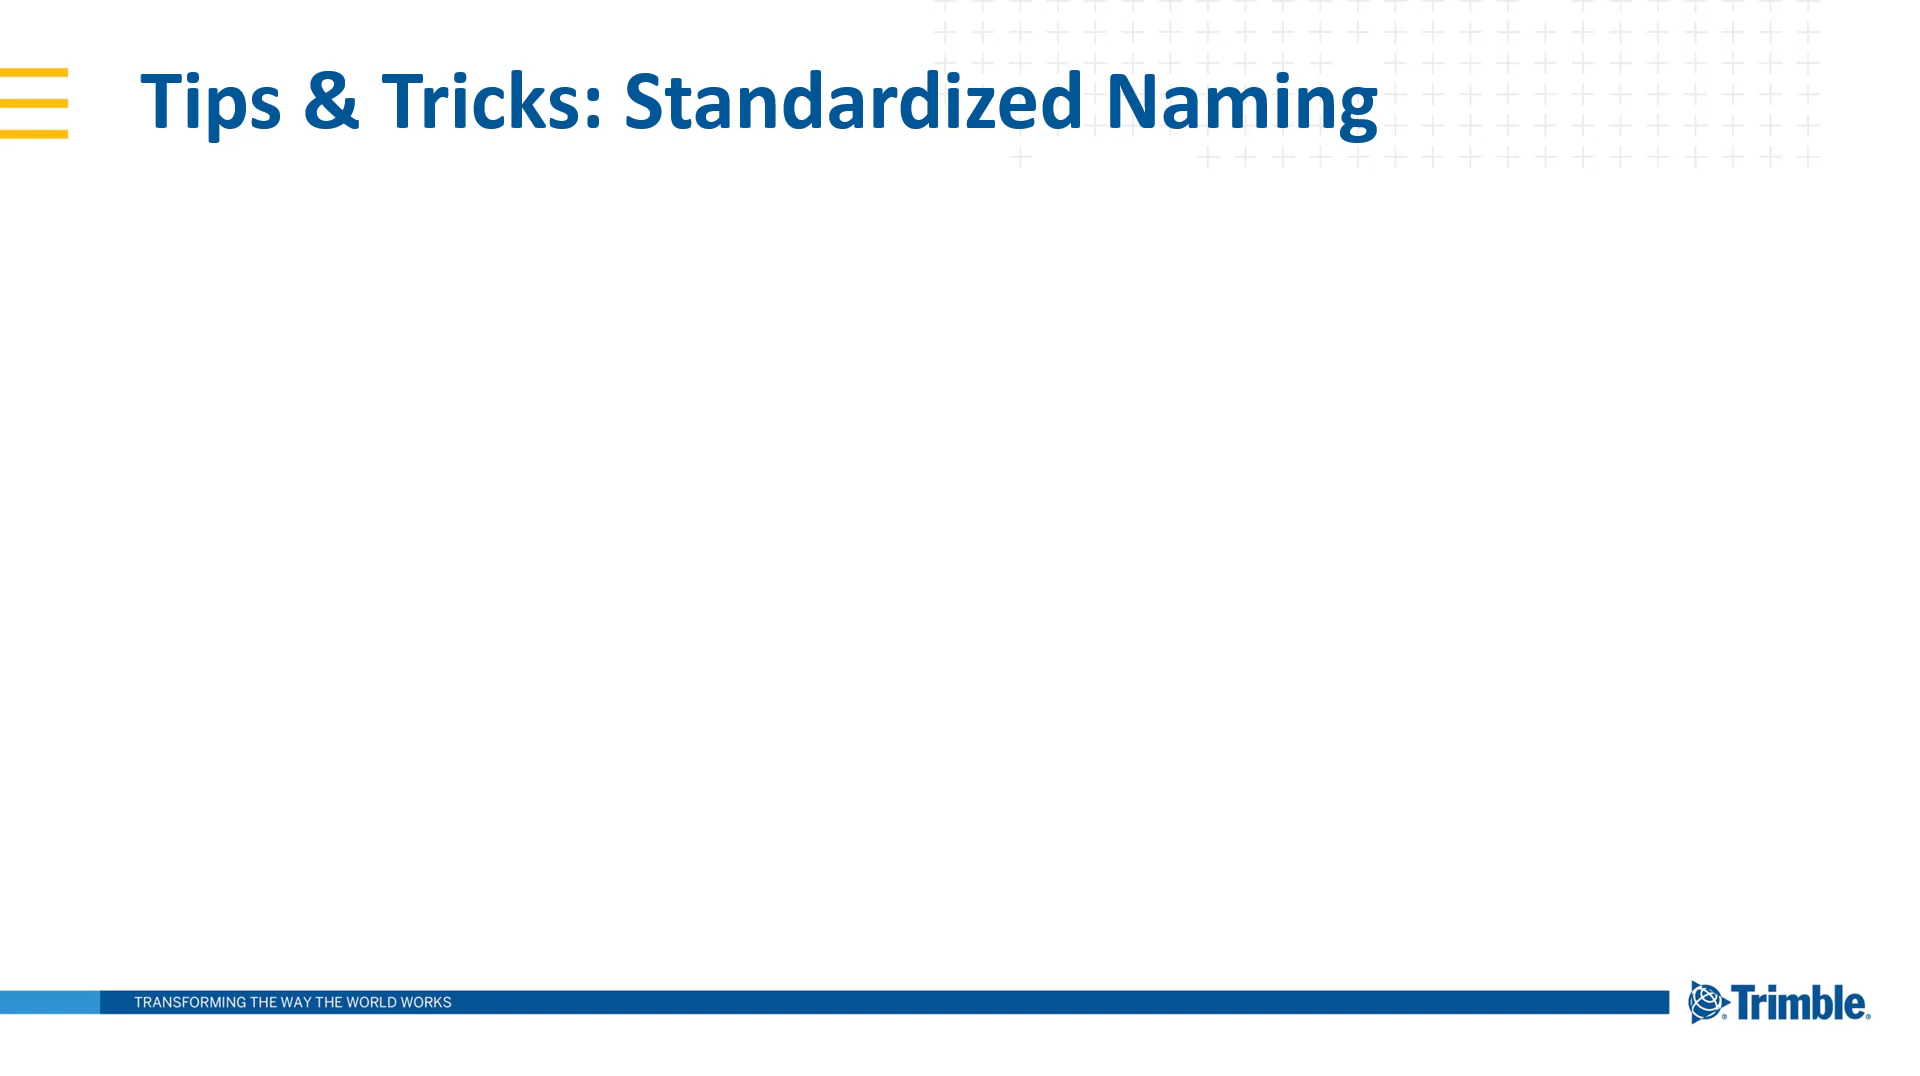 Tips & Tricks: Standardized Naming
TRANSFORMING THE WAY THE WORLD WORKS
Trimble